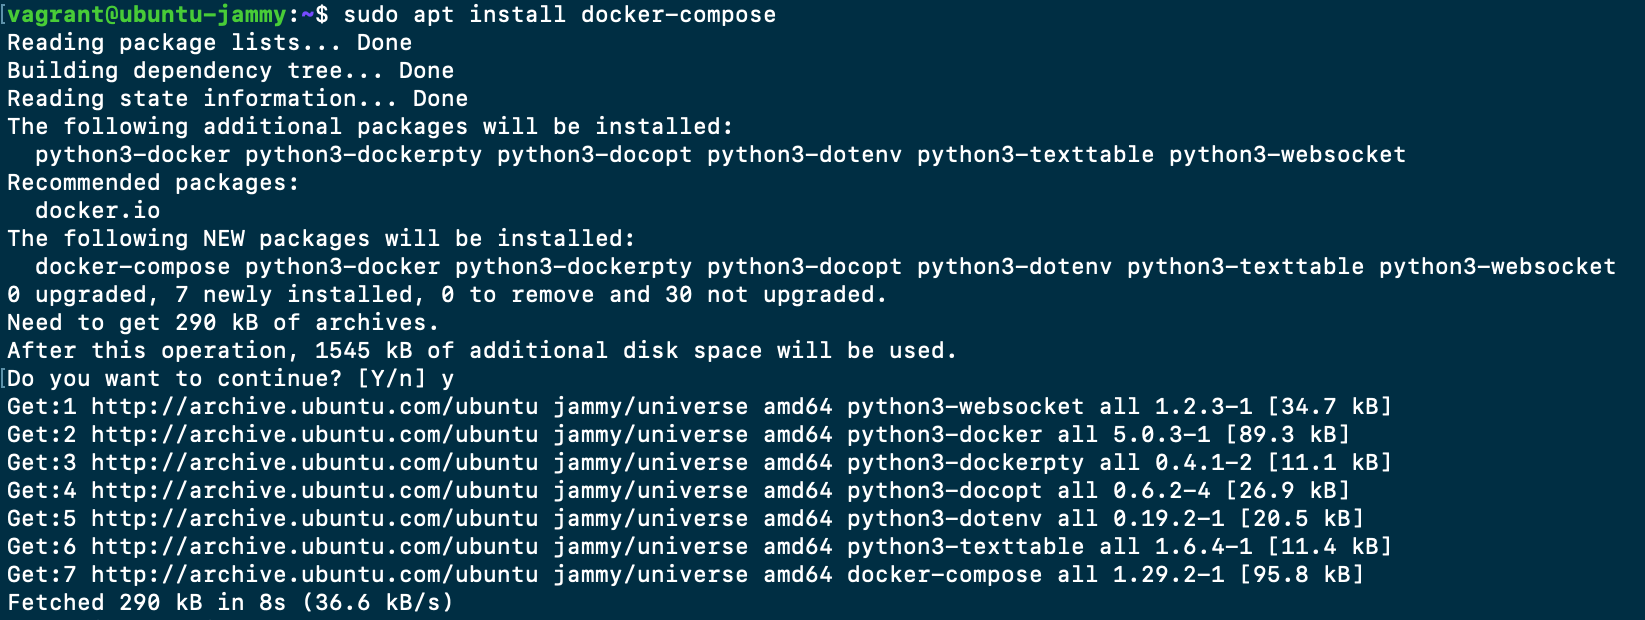 [vagrant@ubuntu-jammy:~$ sudo apt install docker-compose
Reading package lists... Done
Building dependency tree... Done
Reading state information... Done
The following additional packages will be installed:
  python3-docker python3-dockerpty python3-docopt python3-dotenv python3-texttable python3-websocket
Recommended packages:
  docker.io
The following NEW packages will be installed:
  docker-compose python3-docker python3-dockerpty python3-docopt python3-dotenv python3-texttable python3-websocket
0 upgraded, 7 newly installed, 0 to remove and 30 not upgraded.
Need to get 290 kB of archives.
After this operation, 1545 kB of additional disk space will be used.
[Do you want to continue? [Y/n] y
Get:1 http://archive.ubuntu.com/ubuntu jammy/universe amd64 python3-websocket all 1.2.3-1 [34.7 kB]
Get:2 http://archive.ubuntu.com/ubuntu jammy/universe amd64 python3-docker all 5.0.3-1 [89.3 kB]
Get:3 http://archive.ubuntu.com/ubuntu jammy/universe amd64 python3-dockerpty all 0.4.1-2 [11.1 kB]
Get:4 http://archive.ubuntu.com/ubuntu jammy/universe amd64 python3-docopt all 0.6.2-4 [26.9 kB]
Get:5 http://archive.ubuntu.com/ubuntu jammy/universe amd64 python3-dotenv all 0.19.2-1 [20.5 kB]
Get:6 http://archive.ubuntu.com/ubuntu jammy/universe amd64 python3-texttable all 1.6.4-1 [11.4 kB]
Get:7 http://archive.ubuntu.com/ubuntu jammy/universe amd64 docker-compose all 1.29.2-1 [95.8 kB]
Fetched 290 kB in 8s (36.6 kB/s)